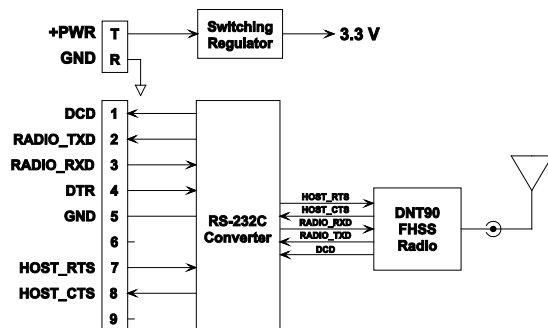 +PWR T
GND R
Switching
Regulator
3.3 V
DCD 1
RADIO_TXD 2
RADIO_RXD 3
DTR 4
GND 5
6
HOST_RTS 7
HOST_CTS 8
9
RS-232C
Converter
HOST_RTS
HOST_CTS
RADIO_RXD
RADIO_TXD
DCD
DNT90
FHSS
Radio